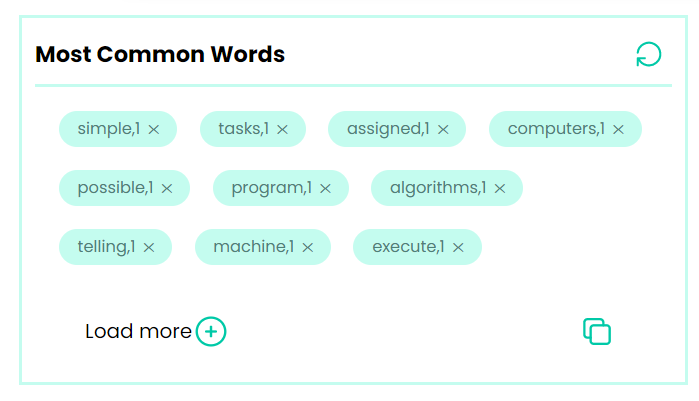 Most Common Words
simple,1 × tasks,1 × assigned,1 × computers,1 ×
possible,1 × program,1 × algorithms,1 ×
telling,1 × machine,1 × execute,1 ×
Load more